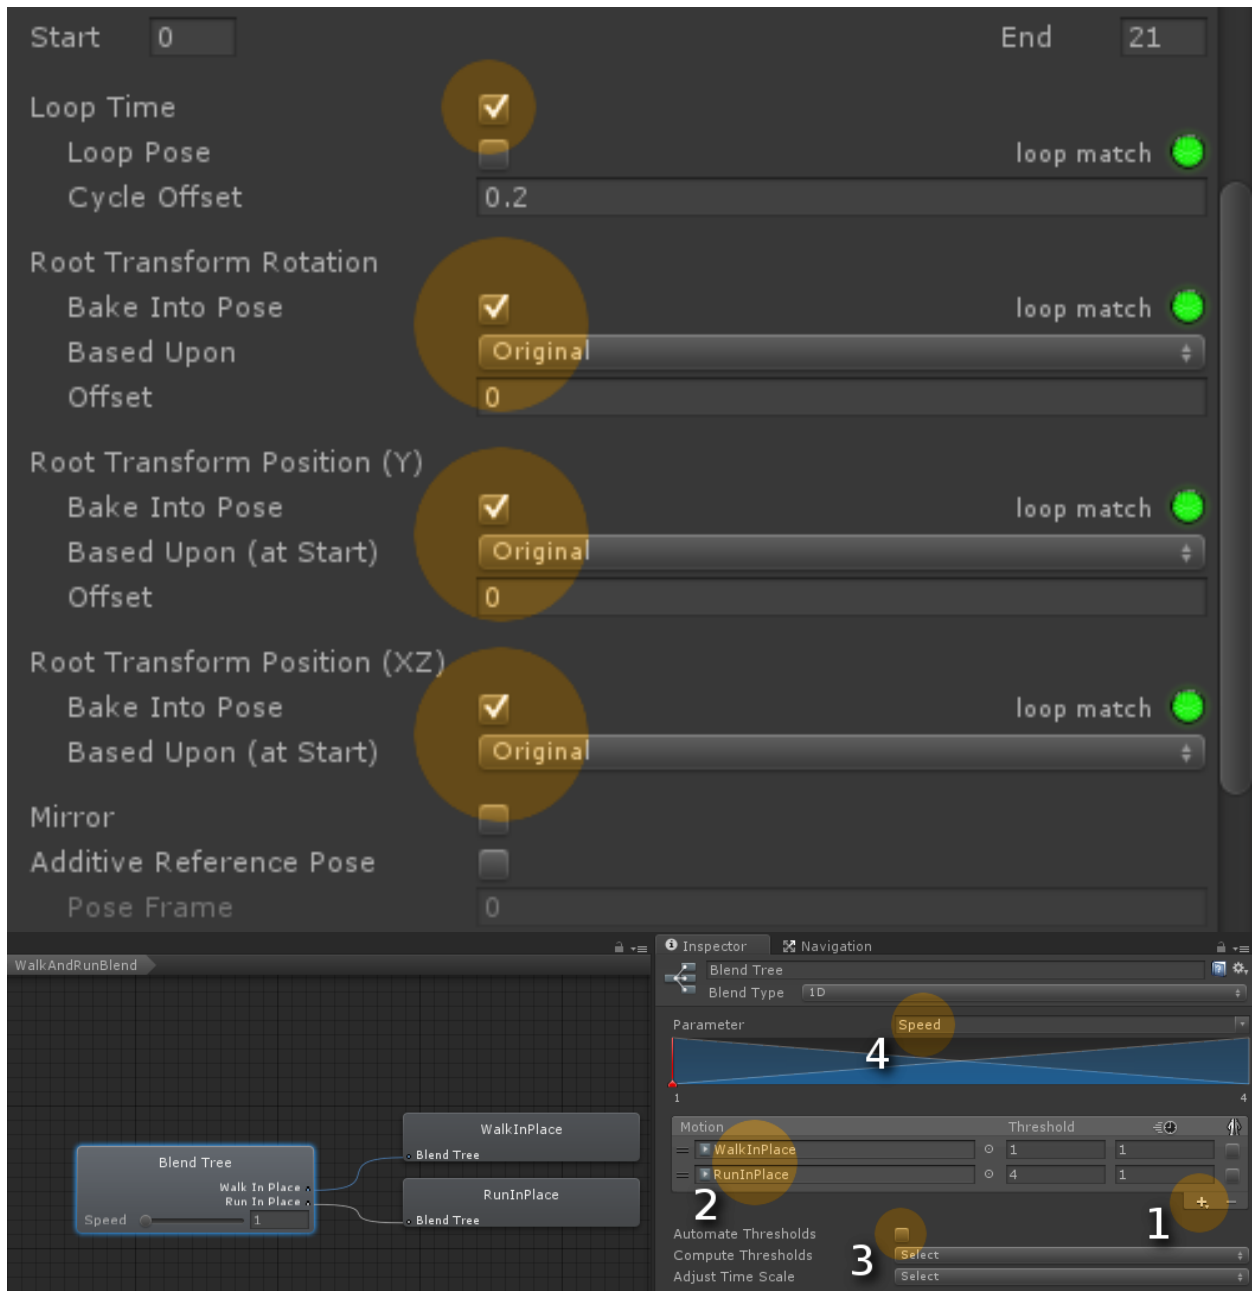 Start 0 End 21
Loop Time
Loop Pose loop match
Cycle Offset 0.2
Root Transform Rotation
Bake Into Pose loop match
Based Upon Original
Offset 0
Root Transform Position (Y)
Bake Into Pose loop match
Based Upon (at Start) Original
Offset 0
Root Transform Position (XZ)
Bake Into Pose loop match
Based Upon (at Start) Original
Mirror
Additive Reference Pose
Pose Frame 0
WalkAndRunBlend
Blend Tree
Walk In Place
Run In Place
Speed 1
WalkInPlace
Blend Tree
RunInPlace
Blend Tree
Inspector Navigation
Blend Tree
Blend Type 1D
Parameter Speed
4
1 4
Motion Threshold
WalkInPlace 1 1
RunInPlace 4 1
2 1
Automate Thresholds
Compute Thresholds Select
3
Adjust Time Scale Select